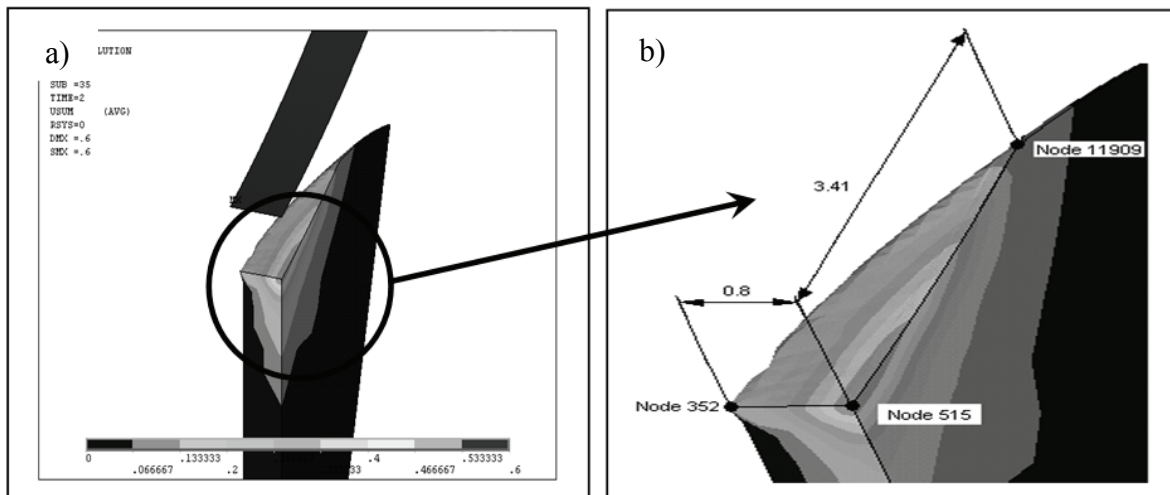 a)
LUTION
SUB =35
TIME=2
USUM (AVG)
RSYS=0
DMX =.6
SMX =.6
0 .133333 .4 .533333
.066667 .2 .466667 .6
b)
Node 11909
3.41
0.8
Node 352
Node 515